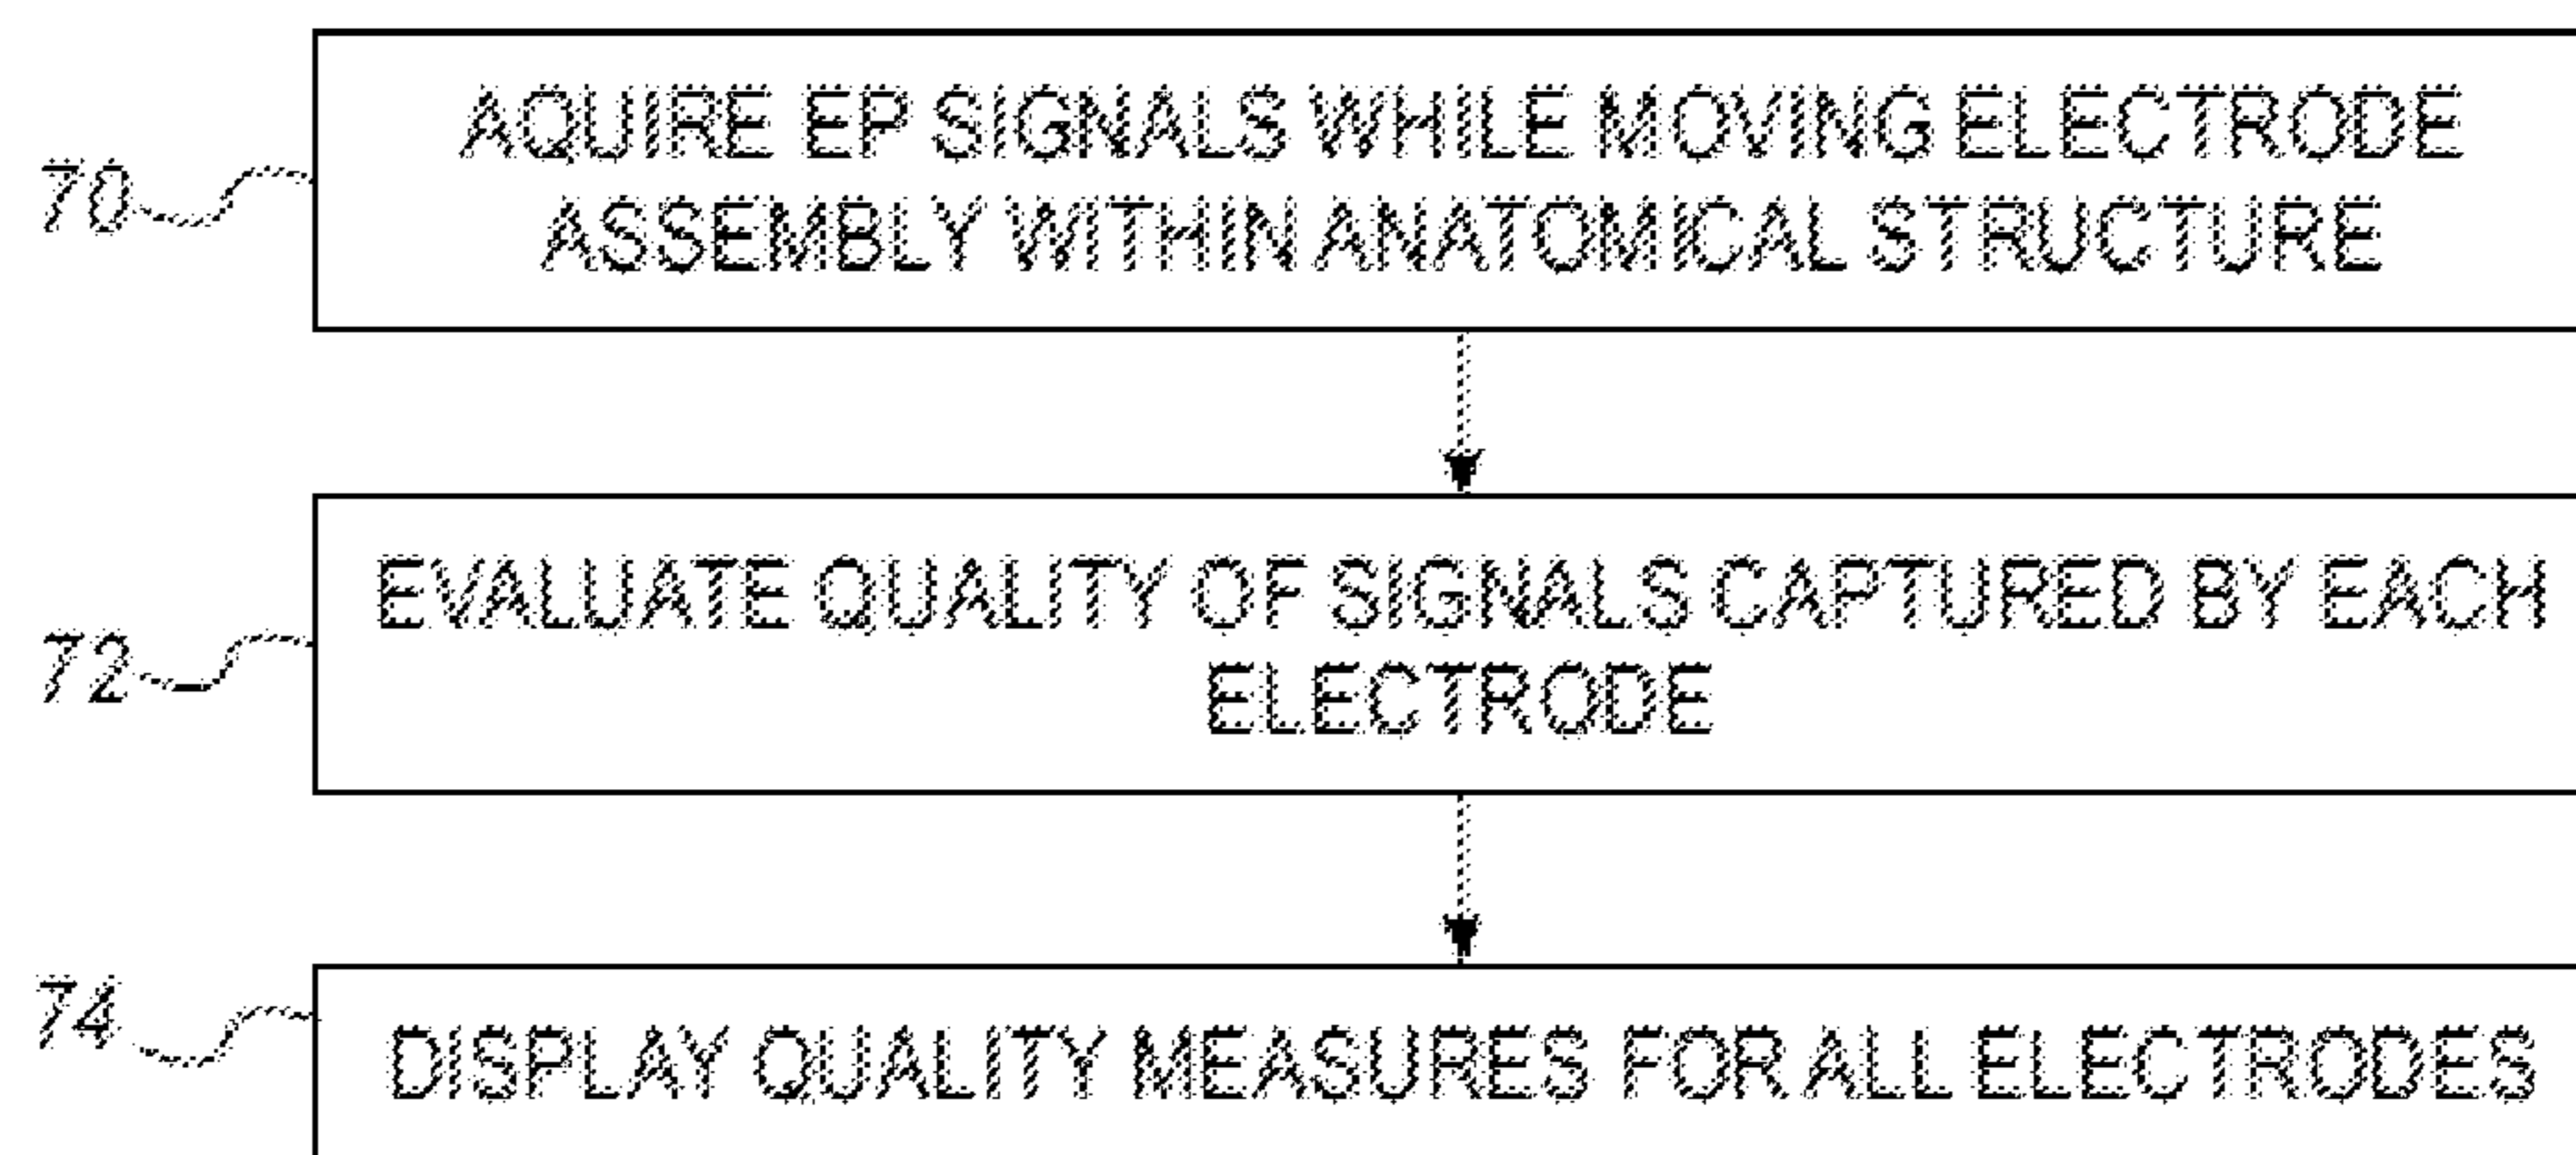 AQUIRE EP SIGNALS WHILE MOVING ELECTRODE
ASSEMBLY WITHIN ANATOMICAL STRUCTURE
70
EVALUATE QUALITY OF SIGNALS CAPTURED BY EACH
ELECTRODE
72
74
DISPLAY QUALITY MEASURES FOR ALL ELECTRODES